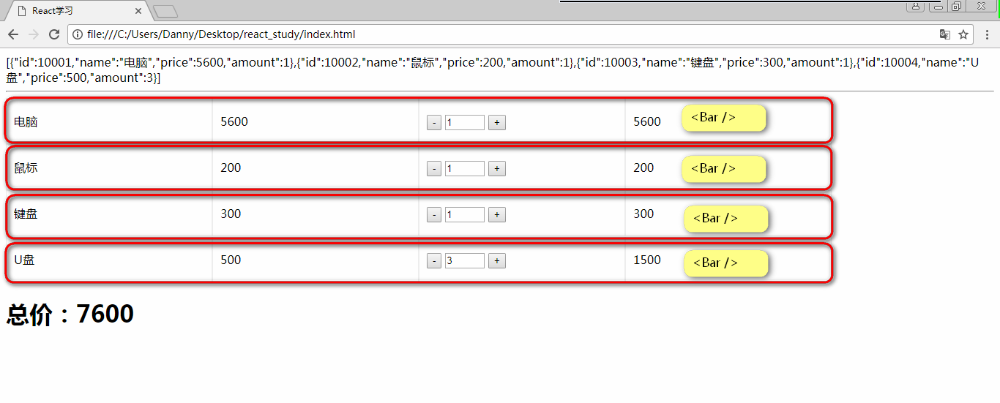 React学习
file:///C:/Users/Danny/Desktop/react_study/index.html
[{"id":10001,"name":"电脑","price":5600,"amount":1},{"id":10002,"name":"鼠标","price":200,"amount":1},{"id":10003,"name":"键盘","price":300,"amount":1},{"id":10004,"name":"U
盘","price":500,"amount":3}]
电脑 5600 - 1 + 5600 <Bar />
鼠标 200 - 1 + 200 <Bar />
键盘 300 - 1 + 300 <Bar />
U盘 500 - 3 + 1500 <Bar />
总价：7600